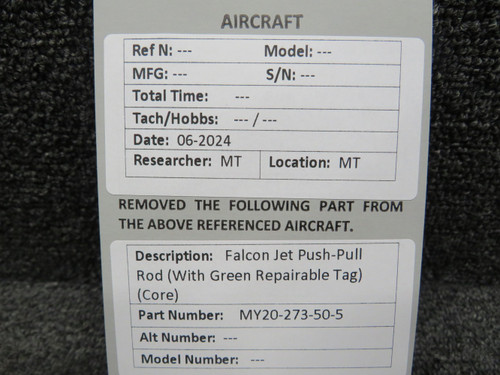 AIRCRAFT
Ref N: --- Model: ---
MFG: --- S/N: ---
Total Time: ---
Tach/Hobbs: --- / ---
Date: 06-2024
Researcher: MT Location: MT
REMOVED THE FOLLOWING PART FROM
THE ABOVE REFERENCED AIRCRAFT.
Description: Falcon Jet Push-Pull
Rod (With Green Repairable Tag)
(Core)
Part Number: MY20-273-50-5
Alt Number: ---
Model Number: ---